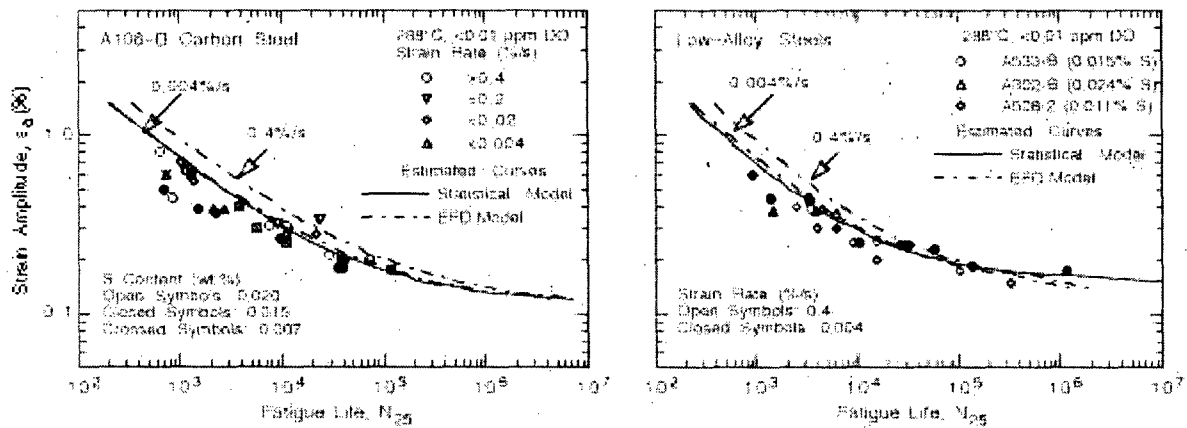 A106-B Carbon Steel
288°C, <0.01 ppm DO
Strain Rate (%/s)
≈0.4
≈0.2
≈0.02
≈0.004
Estimated Curves
Statistical Model
EFD Model
0.004%/s
0.4%/s
S Content (wt.%)
Open Symbols 0.020
Closed Symbols 0.015
Crossed Symbols 0.007
Strain Amplitude, εa (%)
1.0
0.1
10² 10³ 10⁴ 10⁵ 10⁶ 10⁷
Fatigue Life, N25
Low-Alloy Steels
288°C, <0.01 ppm DO
A533-B (0.015% S)
A302-B (0.024% S)
A508-2 (0.011% S)
Estimated Curves
Statistical Model
EFD Model
0.004%/s
0.4%/s
Strain Rate (%/s)
Open Symbols: 0.4
Closed Symbols 0.004
10² 10³ 10⁴ 10⁵ 10⁶ 10⁷
Fatigue Life, N25